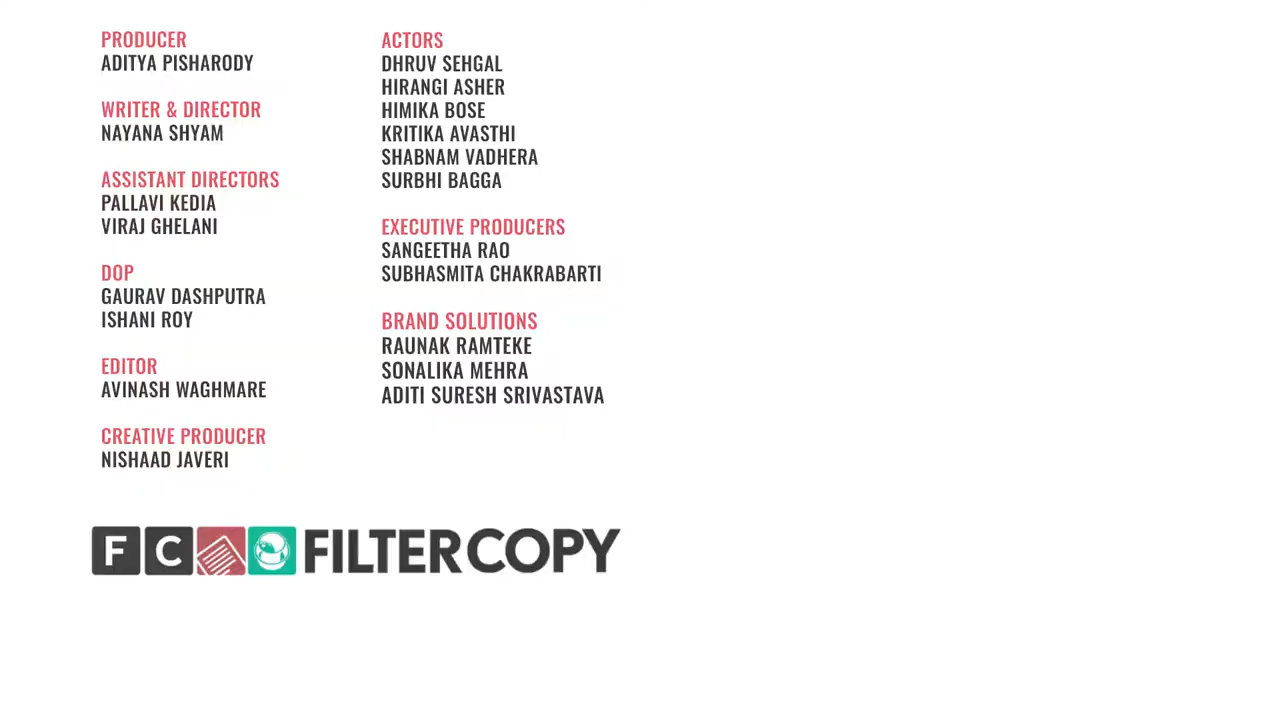 PRODUCER
ADITYA PISHARODY
WRITER & DIRECTOR
NAYANA SHYAM
ASSISTANT DIRECTORS
PALLAVI KEDIA
VIRAJ GHELANI
DOP
GAURAV DASHPUTRA
ISHANI ROY
EDITOR
AVINASH WAGHMARE
CREATIVE PRODUCER
NISHAAD JAVERI
ACTORS
DHRUV SEHGAL
HIRANGI ASHER
HIMIKA BOSE
KRITIKA AVASTHI
SHABNAM VADHERA
SURBHI BAGGA
EXECUTIVE PRODUCERS
SANGEETHA RAO
SUBHASMITA CHAKRABARTI
BRAND SOLUTIONS
RAUNAK RAMTEKE
SONALIKA MEHRA
ADITI SURESH SRIVASTAVA
F C FILTERCOPY